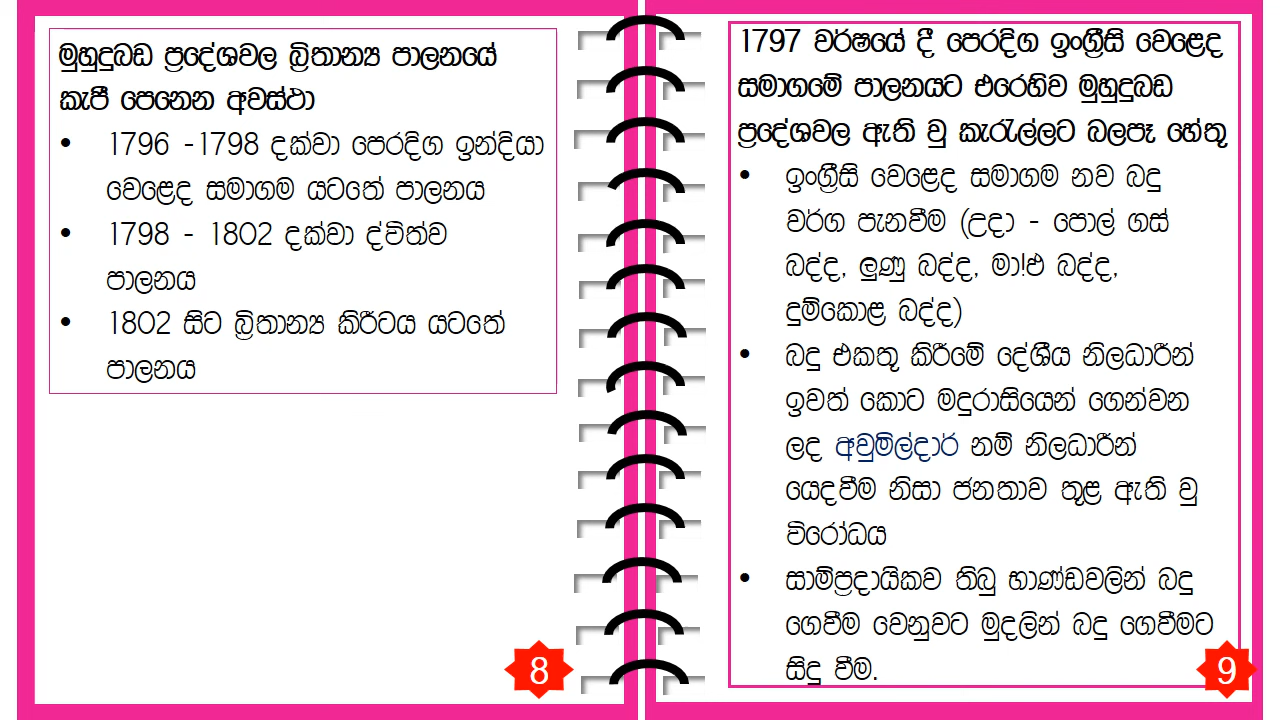 මුහුදුබඩ ප්‍රදේශවල බ්‍රිතාන්‍ය පාලනයේ
කැපී පෙනෙන අවස්ථා
• 1796 -1798 දක්වා පෙරදිග ඉන්දියා
වෙළෙද සමාගම යටතේ පාලනය
• 1798 - 1802 දක්වා ද්විත්ව
පාලනය
• 1802 සිට බ්‍රිතාන්‍ය කිරීටය යටතේ
පාලනය
8
1797 වර්ෂයේ දී පෙරදිග ඉංග්‍රීසි වෙළෙද
සමාගමේ පාලනයට එරෙහිව මුහුදුබඩ
ප්‍රදේශවල ඇති වු කැරැල්ලට බලපෑ හේතු
• ඉංග්‍රීසි වෙළෙද සමාගම නව බදු
වර්ග පැනවීම (උදා - පොල් ගස්
බද්ද, ලුණු බද්ද, මා!ඵ බද්ද,
දුම්කොළ බද්ද)
• බදු එකතූ කිරීමේ දේශීය නිලධාරීන්
ඉවත් කොට මදුරාසියෙන් ගෙන්වන
ලද අවුමිල්දාර් නම් නිලධාරීන්
යෙදවීම නිසා ජනතාව තූළ ඇති වු
විරෝධය
• සාම්ප්‍රදායිකව තිබු භාණ්ඩවලින් බදු
ගෙවීම වෙනුවට මුදලින් බදු ගෙවීමට
සිදු වීම.
9